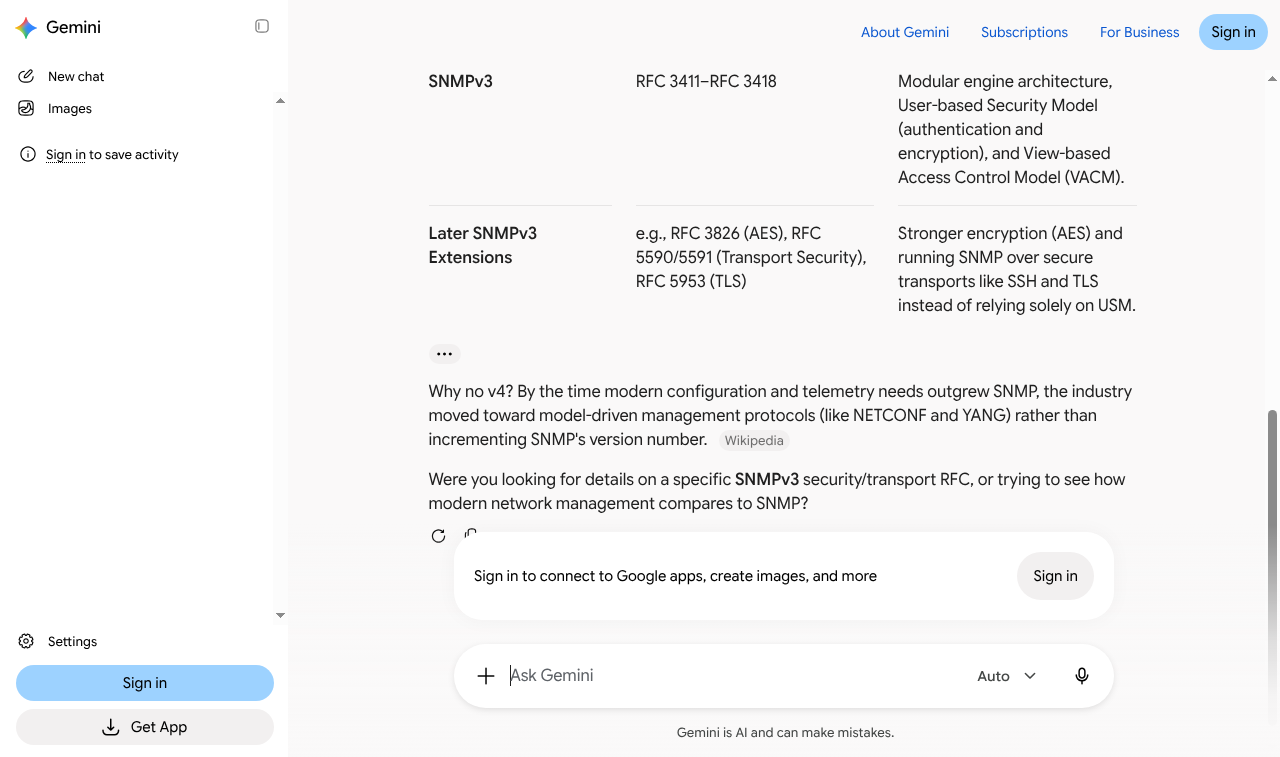 Gemini
New chat
Images
Sign in to save activity
Settings
Sign in
Get App
About Gemini
Subscriptions
For Business
Sign in
SNMPv3
RFC 3411–RFC 3418
Modular engine architecture,
User-based Security Model
(authentication and
encryption), and View-based
Access Control Model (VACM).
Later SNMPv3
Extensions
e.g., RFC 3826 (AES), RFC
5590/5591 (Transport Security),
RFC 5953 (TLS)
Stronger encryption (AES) and
running SNMP over secure
transports like SSH and TLS
instead of relying solely on USM.
Why no v4? By the time modern configuration and telemetry needs outgrew SNMP, the industry
moved toward model-driven management protocols (like NETCONF and YANG) rather than
incrementing SNMP's version number. Wikipedia
Were you looking for details on a specific SNMPv3 security/transport RFC, or trying to see how
modern network management compares to SNMP?
Sign in to connect to Google apps, create images, and more
Sign in
Ask Gemini
Auto
Gemini is AI and can make mistakes.